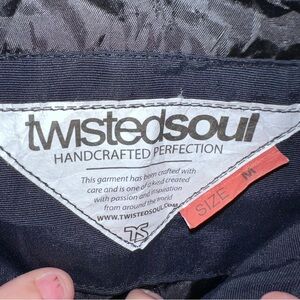 twistedsoul
HANDCRAFTED PERFECTION
This garment has been crafted with
care and is one of a kind created
with passion and inspiration
from around the world
WWW.TWISTEDSOUL.COM
TS
SIZE M